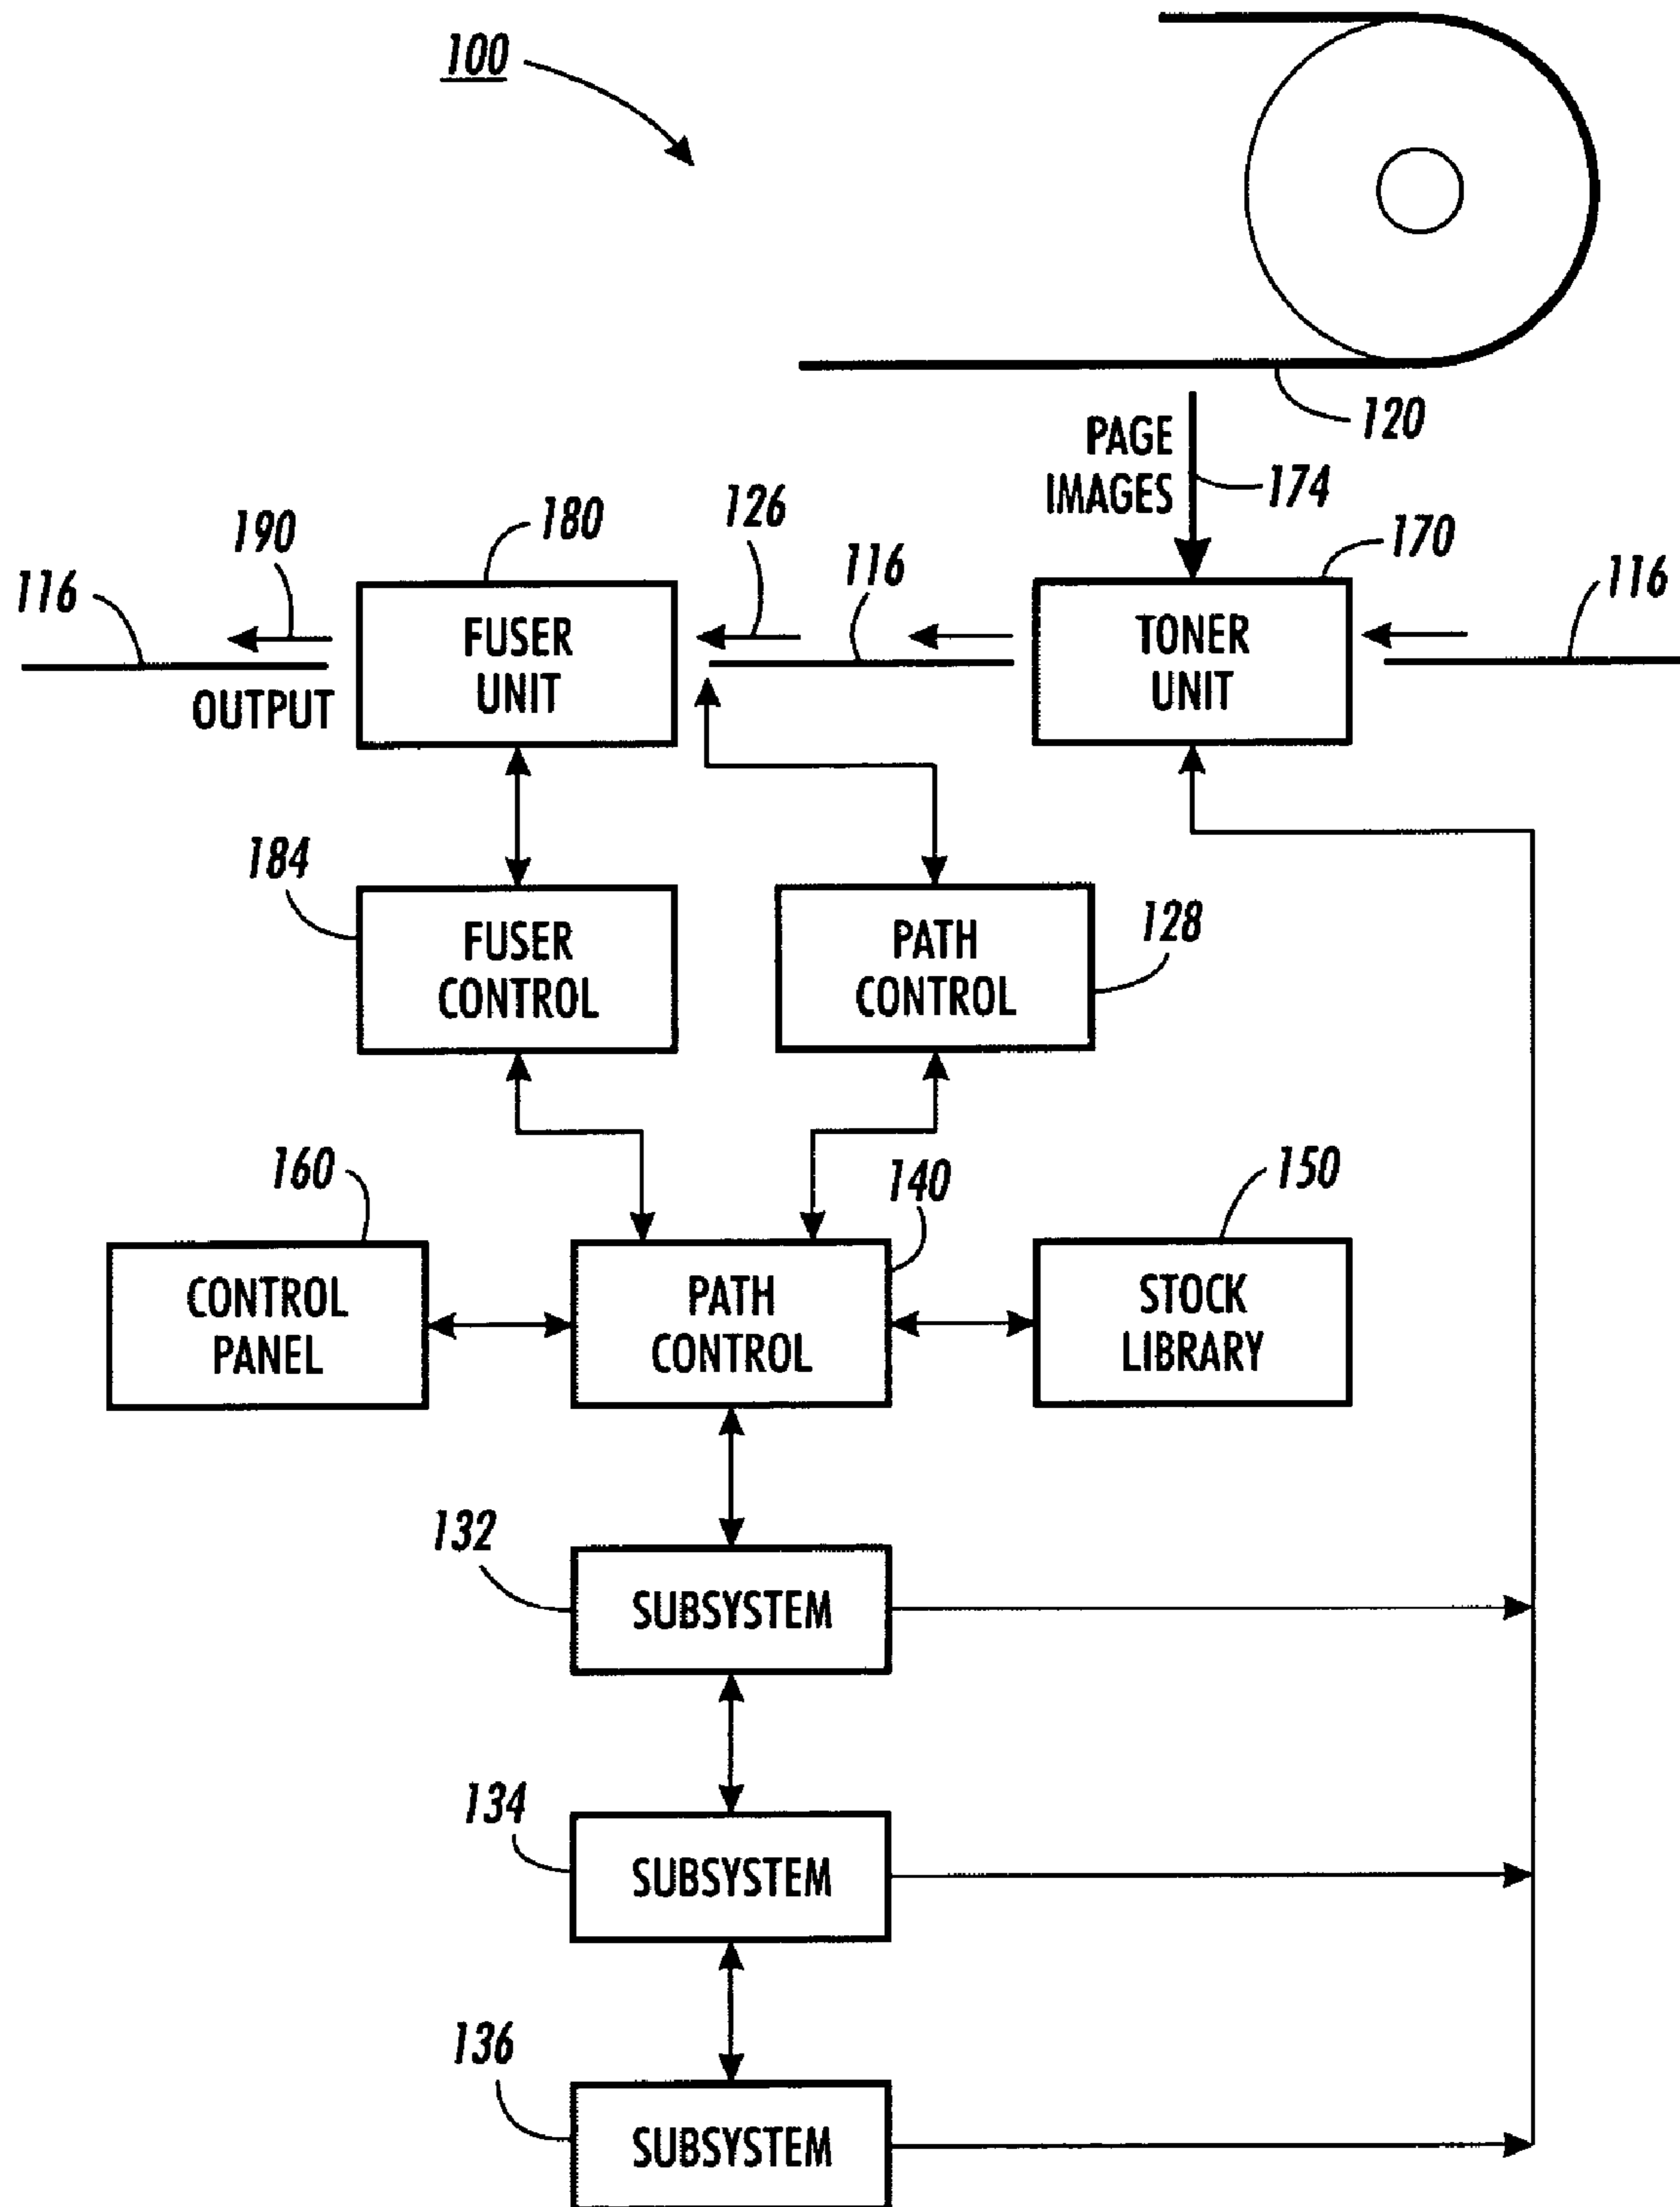 100
120
PAGE
IMAGES
174
190
180
126
116
170
116
116
FUSER
UNIT
TONER
UNIT
OUTPUT
184
FUSER
CONTROL
PATH
CONTROL
128
160
140
150
CONTROL
PANEL
PATH
CONTROL
STOCK
LIBRARY
132
SUBSYSTEM
134
SUBSYSTEM
136
SUBSYSTEM